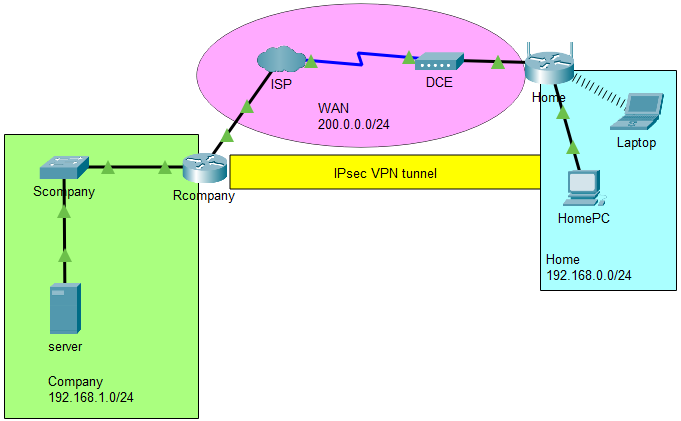 ISP
DCE
Home
WAN
200.0.0.0/24
Laptop
IPsec VPN tunnel
Scompany
Rcompany
HomePC
Home
192.168.0.0/24
server
Company
192.168.1.0/24